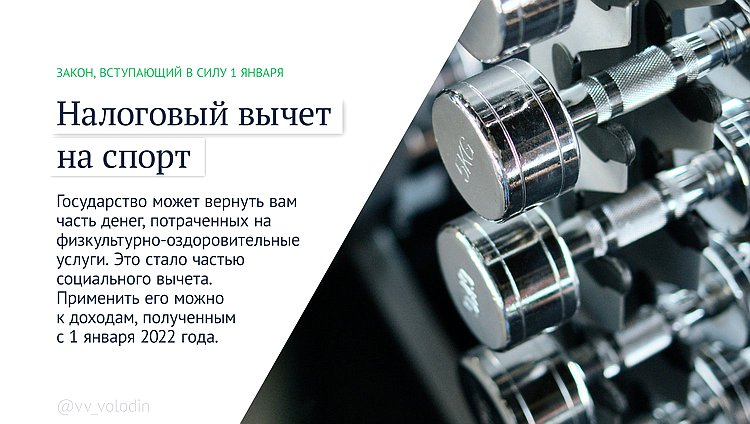 ЗАКОН, ВСТУПАЮЩИЙ В СИЛУ 1 ЯНВАРЯ
Налоговый вычет
на спорт
Государство может вернуть вам
часть денег, потраченных на
физкультурно-оздоровительные
услуги. Это стало частью
социального вычета.
Применить его можно
к доходам, полученным
с 1 января 2022 года.
@vv_volodin
5KG